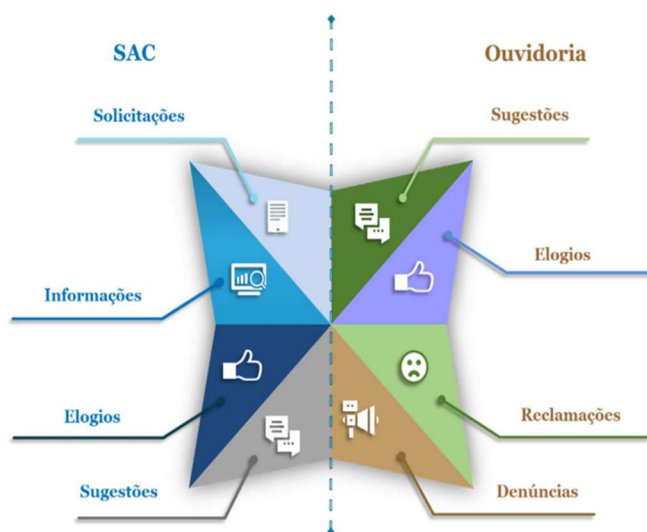 SAC
Ouvidoria
Solicitações
Sugestões
Informações
Elogios
Elogios
Reclamações
Sugestões
Denúncias